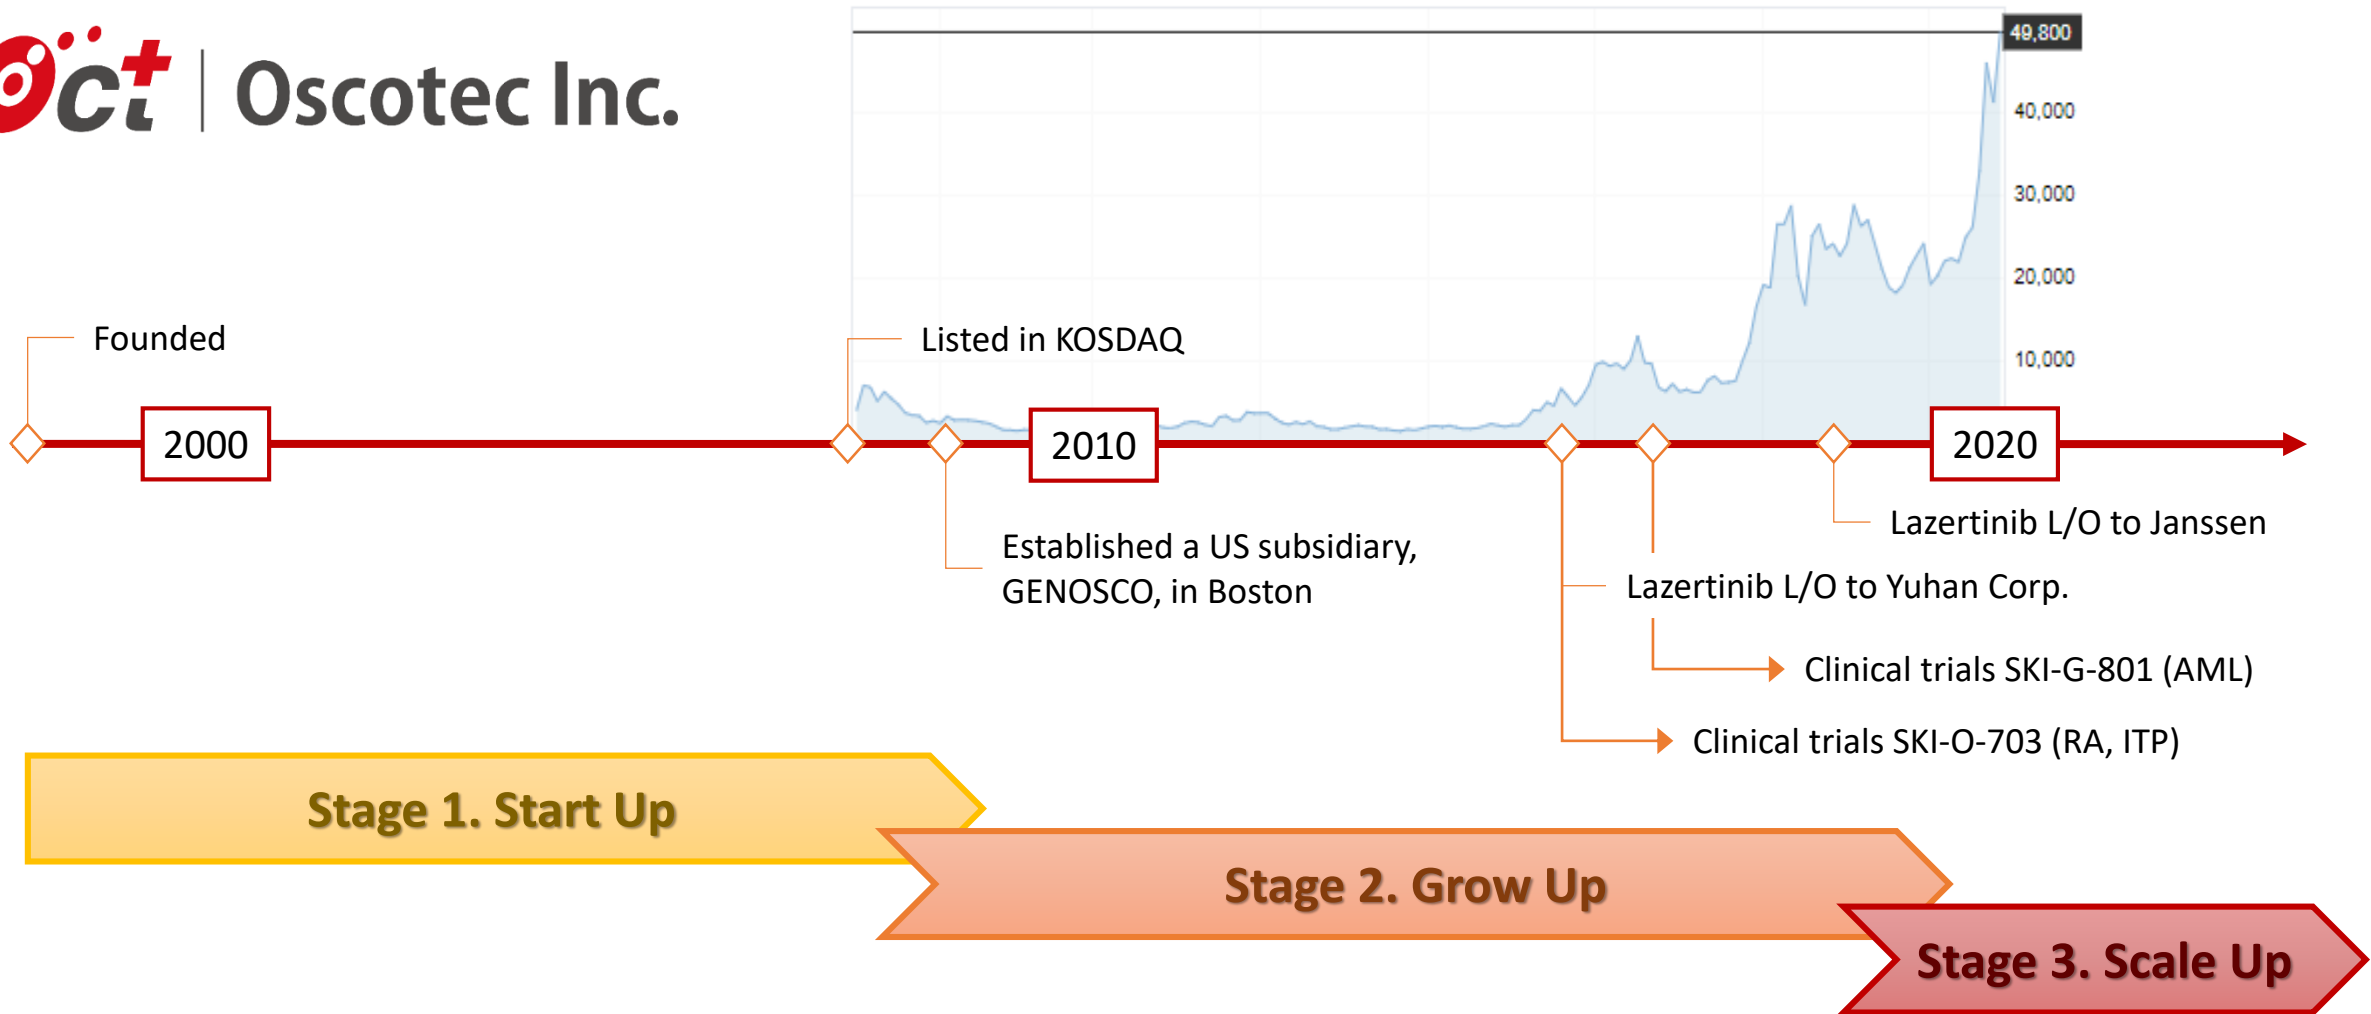 oct+ | Oscotec Inc.
49,800
40,000
30,000
20,000
10,000
Founded
Listed in KOSDAQ
2000
2010
2020
Established a US subsidiary,
GENOSCO, in Boston
Lazertinib L/O to Janssen
Lazertinib L/O to Yuhan Corp.
Clinical trials SKI-G-801 (AML)
Clinical trials SKI-O-703 (RA, ITP)
Stage 1. Start Up
Stage 2. Grow Up
Stage 3. Scale Up